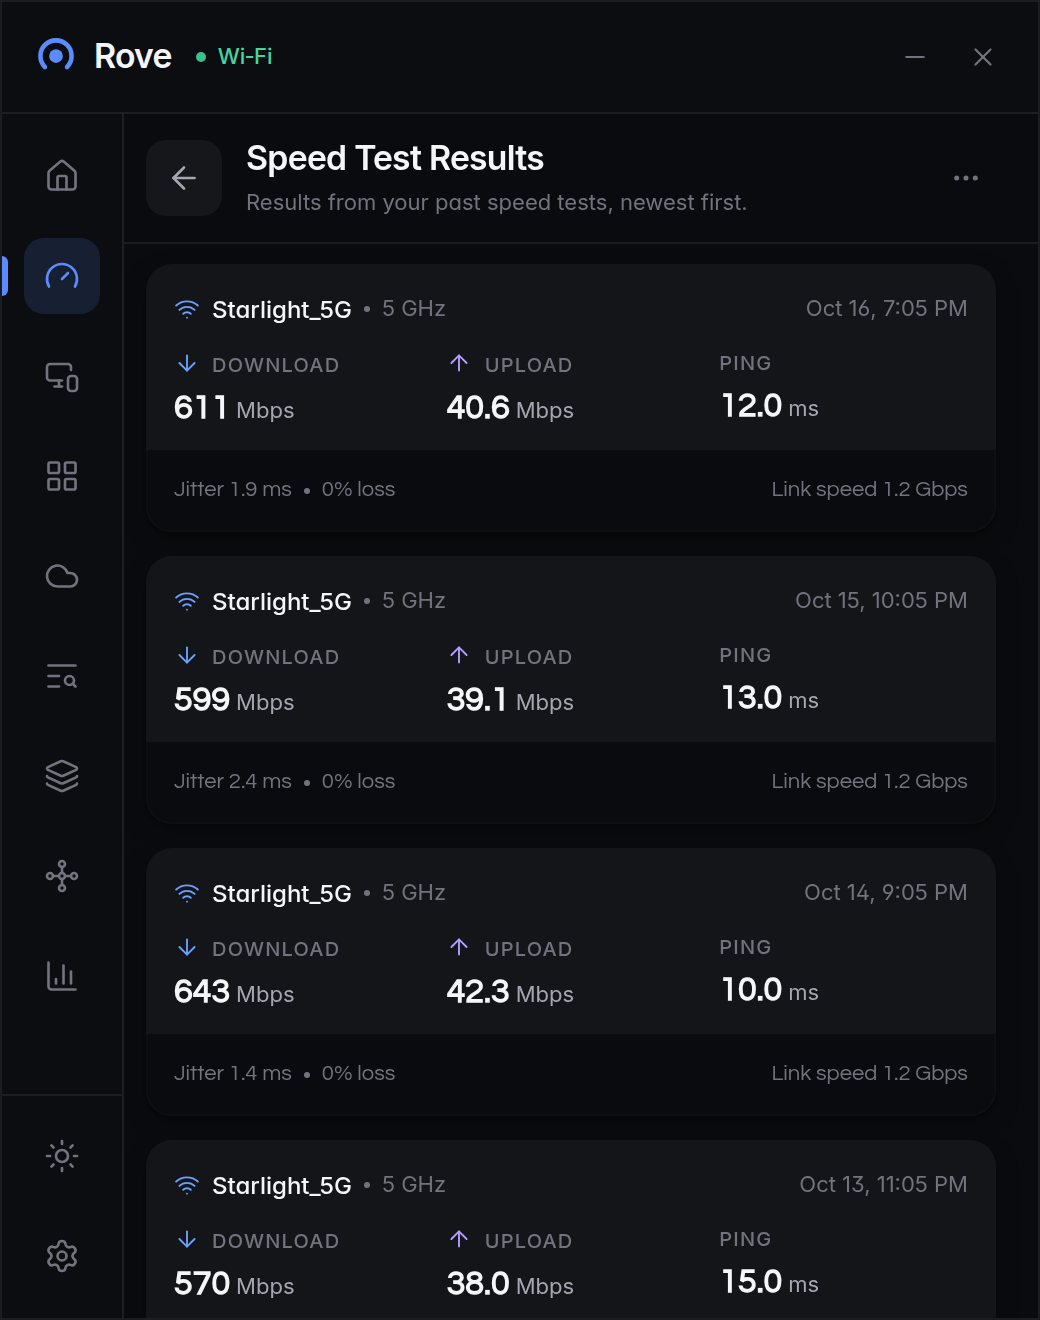 Rove • Wi-Fi
Speed Test Results
Results from your past speed tests, newest first.
Starlight_5G • 5 GHz Oct 16, 7:05 PM
DOWNLOAD UPLOAD PING
611 Mbps 40.6 Mbps 12.0 ms
Jitter 1.9 ms • 0% loss Link speed 1.2 Gbps
Starlight_5G • 5 GHz Oct 15, 10:05 PM
DOWNLOAD UPLOAD PING
599 Mbps 39.1 Mbps 13.0 ms
Jitter 2.4 ms • 0% loss Link speed 1.2 Gbps
Starlight_5G • 5 GHz Oct 14, 9:05 PM
DOWNLOAD UPLOAD PING
643 Mbps 42.3 Mbps 10.0 ms
Jitter 1.4 ms • 0% loss Link speed 1.2 Gbps
Starlight_5G • 5 GHz Oct 13, 11:05 PM
DOWNLOAD UPLOAD PING
570 Mbps 38.0 Mbps 15.0 ms